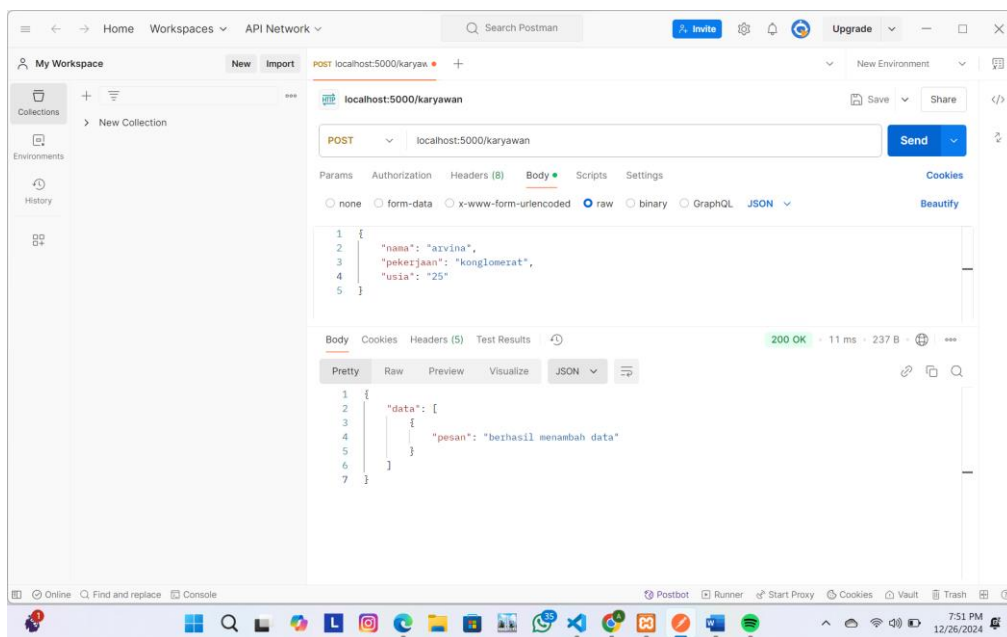 Home Workspaces API Network Search Postman Invite Upgrade
My Workspace New Import POST localhost:5000/karyaw. + New Environment
Collections
Environments
History
New Collection
HTTP localhost:5000/karyawan Save Share
POST localhost:5000/karyawan Send
Params Authorization Headers (8) Body Scripts Settings Cookies
none form-data x-www-form-urlencoded raw binary GraphQL JSON Beautify
1 {
2 "nama": "arvina",
3 "pekerjaan": "konglomerat",
4 "usia": "25"
5 }
Body Cookies Headers (5) Test Results 200 OK 11 ms 237 B
Pretty Raw Preview Visualize JSON
1 {
2 "data": [
3 {
4 "pesan": "berhasil menambah data"
5 }
6 ]
7 }
Online Find and replace Console Postbot Runner Start Proxy Cookies Vault Trash
1 L 35 W 7:51 PM
12/26/2024